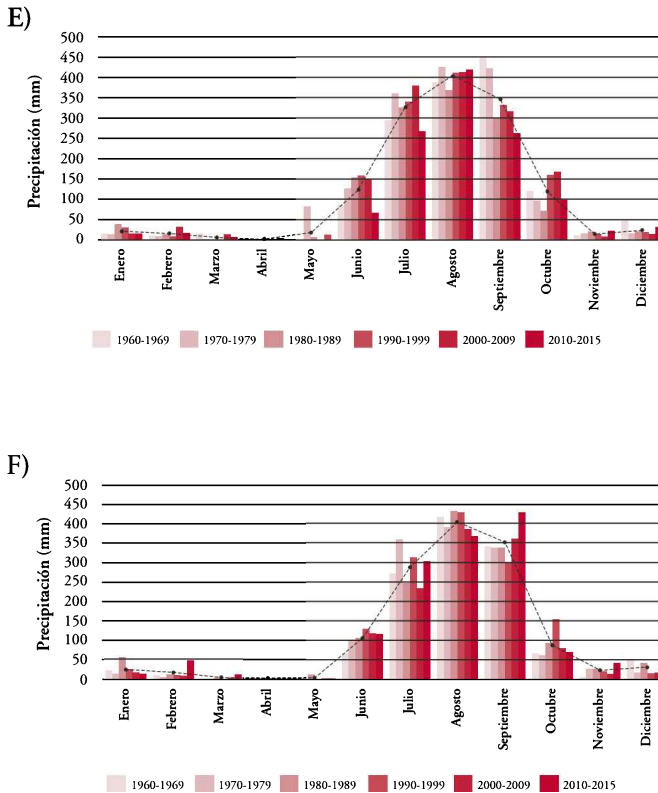 E)
Precipitación (mm)
500
450
400
350
300
250
200
150
100
50
0
Enero
Febrero
Marzo
Abril
Mayo
Junio
Julio
Agosto
Septiembre
Octubre
Noviembre
Diciembre
1960-1969 1970-1979 1980-1989 1990-1999 2000-2009 2010-2015
F)
Precipitación (mm)
500
450
400
350
300
250
200
150
100
50
0
Enero
Febrero
Marzo
Abril
Mayo
Junio
Julio
Agosto
Septiembre
Octubre
Noviembre
Diciembre
1960-1969 1970-1979 1980-1989 1990-1999 2000-2009 2010-2015